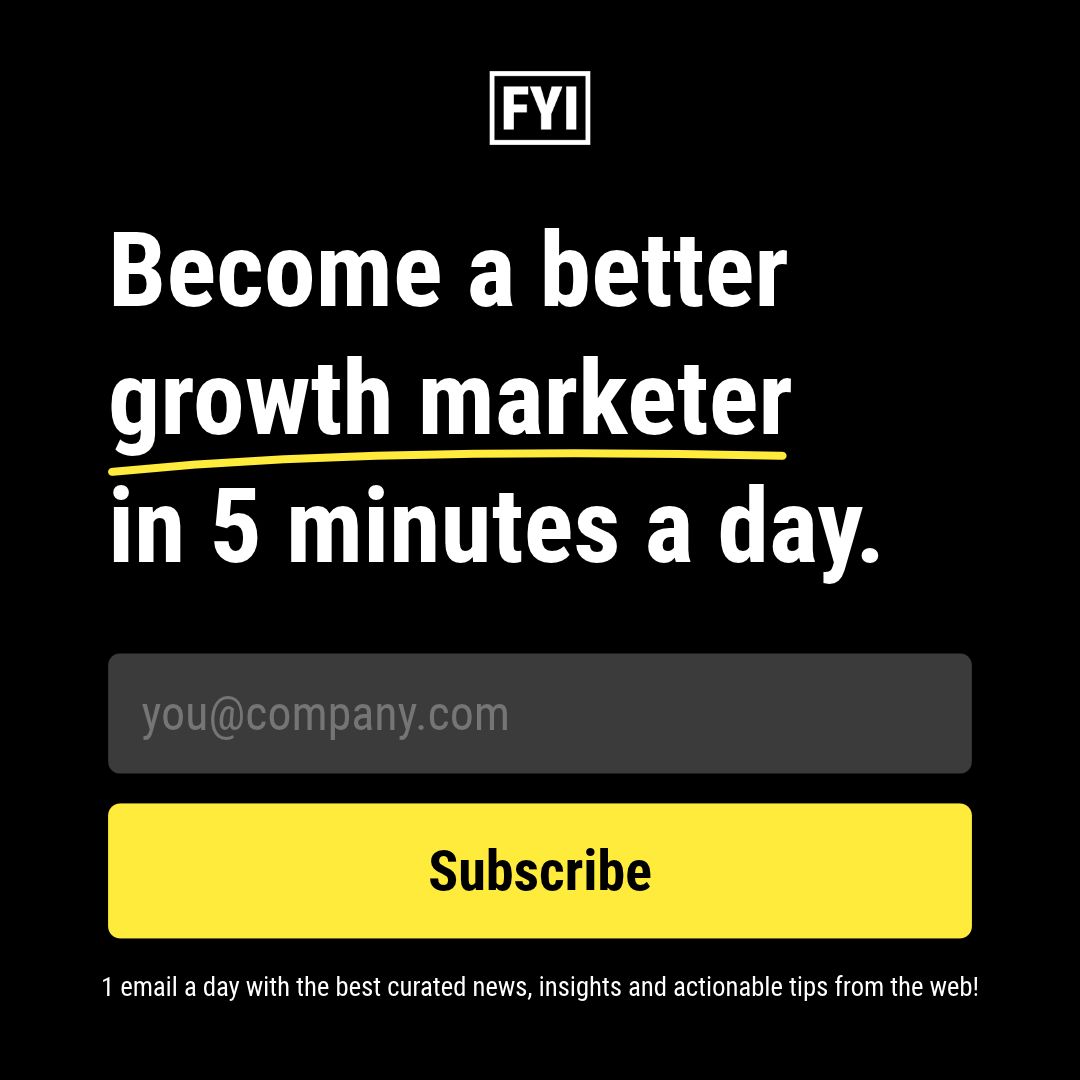 FYI
Become a better
growth marketer
in 5 minutes a day.
you@company.com
Subscribe
1 email a day with the best curated news, insights and actionable tips from the web!